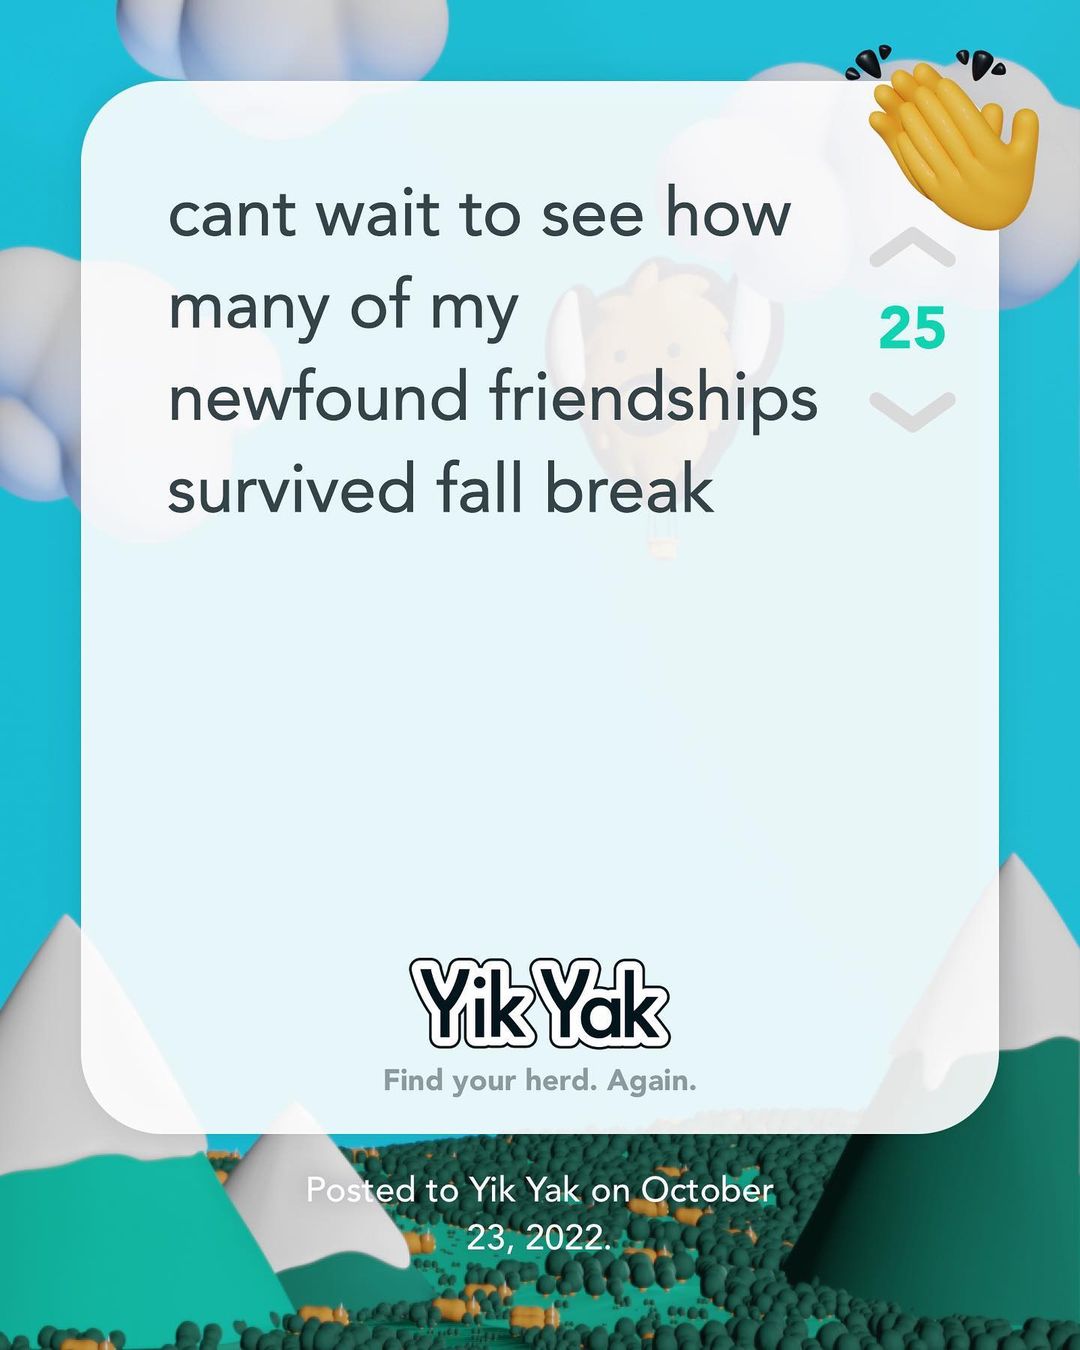 cant wait to see how
many of my
newfound friendships
survived fall break
25
Yik Yak
Find your herd. Again.
Posted to Yik Yak on October
23, 2022.